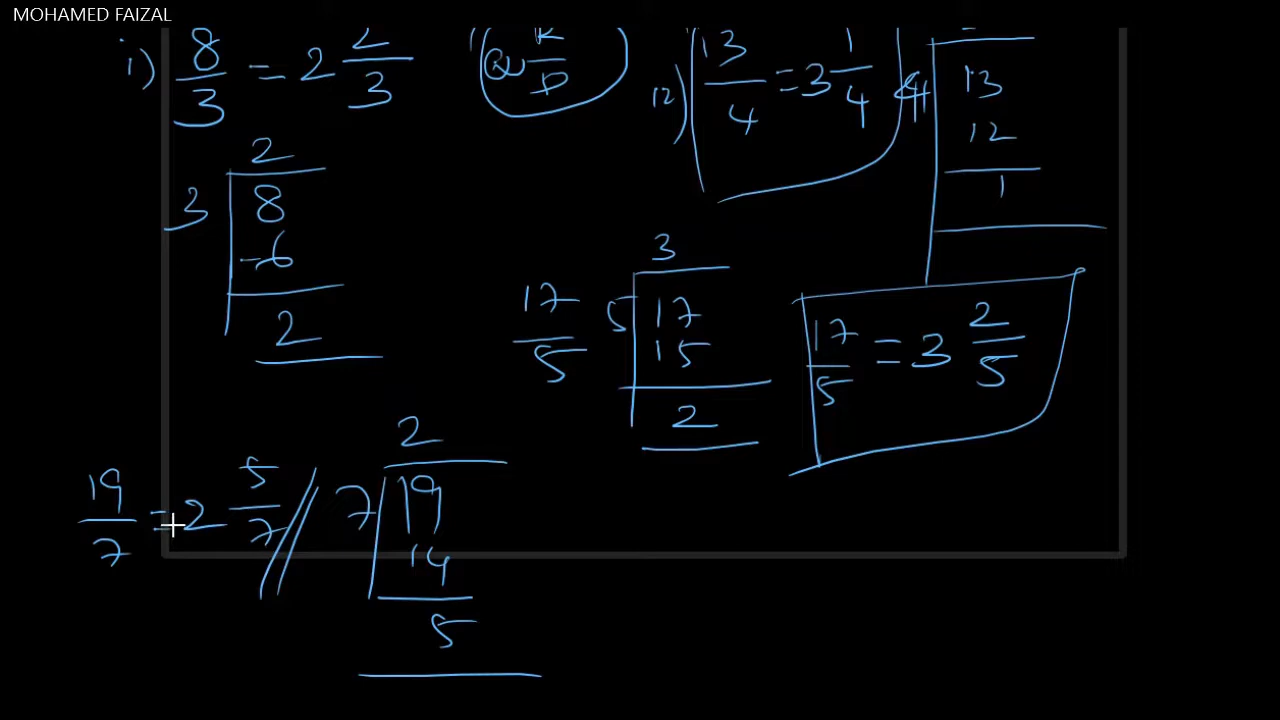 MOHAMED FAIZAL
i) 8/3 = 2 2/3
Q R/D
12) 13/4 = 3 1/4
4 13
12
1
2
3 8
-6
2
17/5
3
5 17
15
2
17/5 = 3 2/5
19/7 = 2 5/7 //
2
7 19
14
5